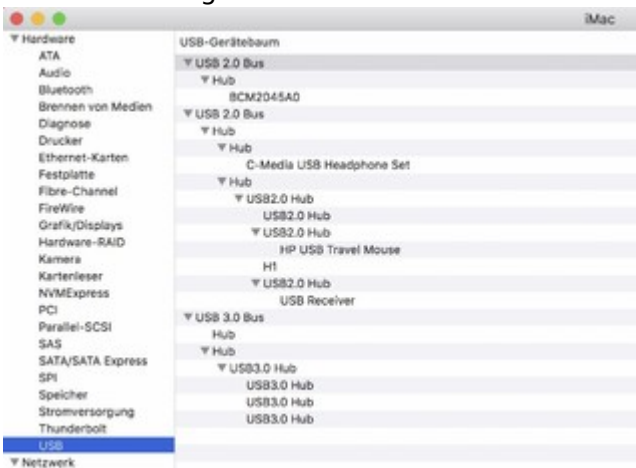 iMac
Hardware
ATA
Audio
Bluetooth
Brennen von Medien
Diagnose
Drucker
Ethernet-Karten
Festplatte
Fibre-Channel
FireWire
Grafik/Displays
Hardware-RAID
Kamera
Kartenleser
NVMExpress
PCI
Parallel-SCSI
SAS
SATA/SATA Express
SPI
Speicher
Stromversorgung
Thunderbolt
USB
Netzwerk
USB-Gerätebaum
USB 2.0 Bus
Hub
BCM2045A0
USB 2.0 Bus
Hub
Hub
C-Media USB Headphone Set
Hub
USB2.0 Hub
USB2.0 Hub
USB2.0 Hub
HP USB Travel Mouse
H1
USB2.0 Hub
USB Receiver
USB 3.0 Bus
Hub
Hub
USB3.0 Hub
USB3.0 Hub
USB3.0 Hub
USB3.0 Hub